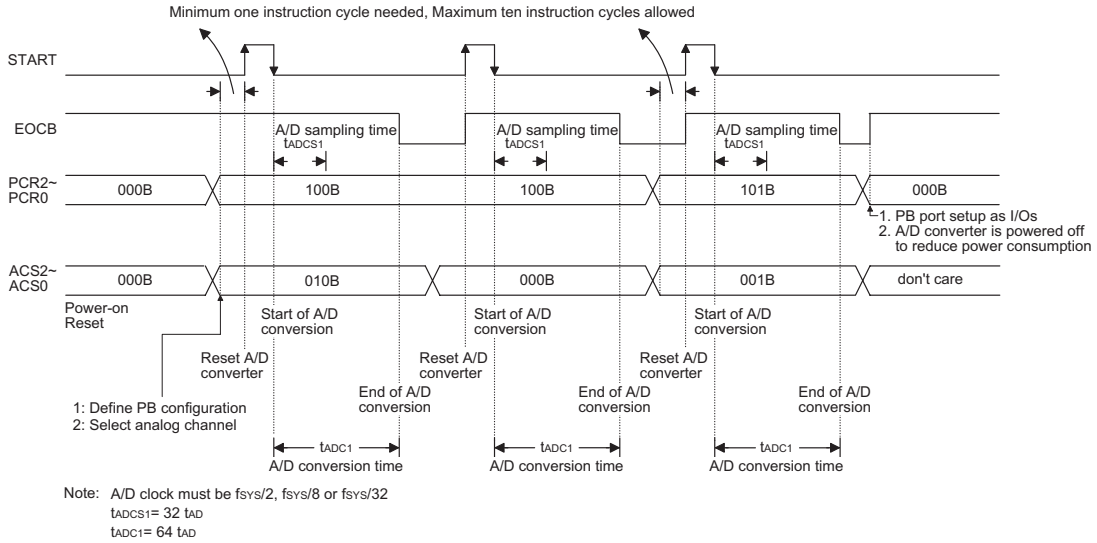 Minimum one instruction cycle needed, Maximum ten instruction cycles allowed
START
EOCB
A/D sampling time
tADCS1
A/D sampling time
tADCS1
A/D sampling time
tADCS1
PCR2~
PCR0
000B
100B
100B
101B
000B
1. PB port setup as I/Os
2. A/D converter is powered off
to reduce power consumption
ACS2~
ACS0
000B
010B
000B
001B
don't care
Power-on
Reset
Start of A/D
conversion
Start of A/D
conversion
Start of A/D
conversion
Reset A/D
converter
Reset A/D
converter
Reset A/D
converter
1: Define PB configuration
2: Select analog channel
End of A/D
conversion
End of A/D
conversion
End of A/D
conversion
tADC1
A/D conversion time
tADC1
A/D conversion time
tADC1
A/D conversion time
Note: A/D clock must be fSYS/2, fSYS/8 or fSYS/32
tADCS1= 32 tAD
tADC1= 64 tAD